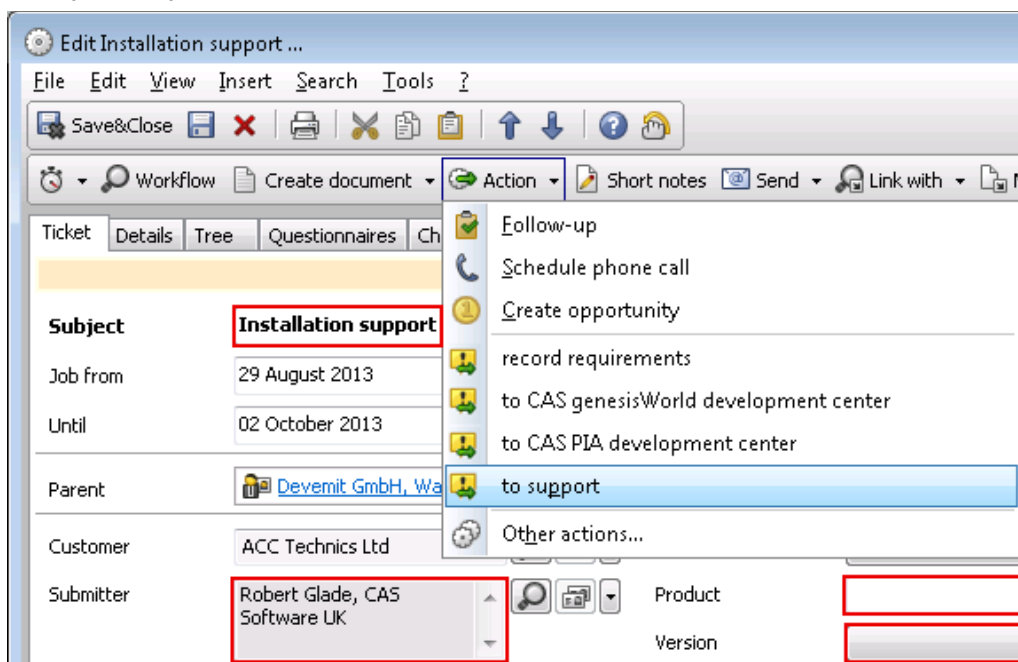 Edit Installation support ...
File Edit View Insert Search Tools ?
Save&Close
Workflow Create document Action Short notes Send Link with
Ticket Details Tree Questionnaires Ch
Follow-up
Schedule phone call
Create opportunity
record requirements
to CAS genesisWorld development center
to CAS PIA development center
to support
Other actions...
Subject Installation support
Job from 29 August 2013
Until 02 October 2013
Parent Devemit GmbH, Wa
Customer ACC Technics Ltd
Submitter Robert Glade, CAS
Software UK
Product
Version